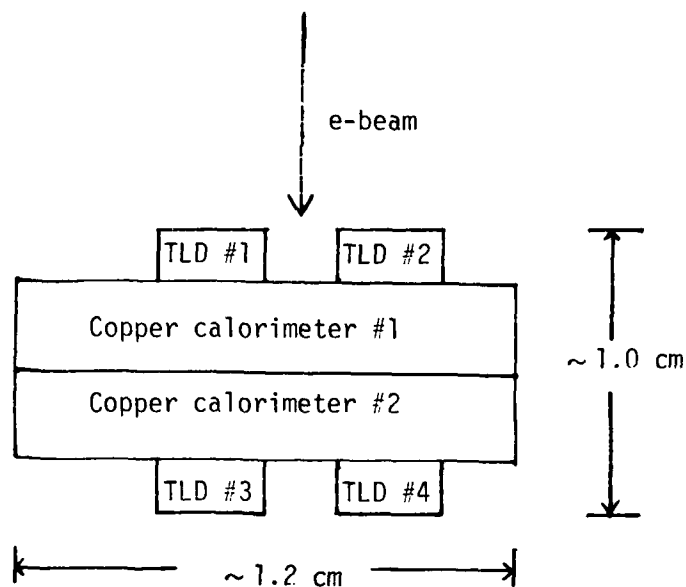 e-beam
TLD #1
TLD #2
Copper calorimeter #1
~ 1.0 cm
Copper calorimeter #2
TLD #3
TLD #4
~ 1.2 cm